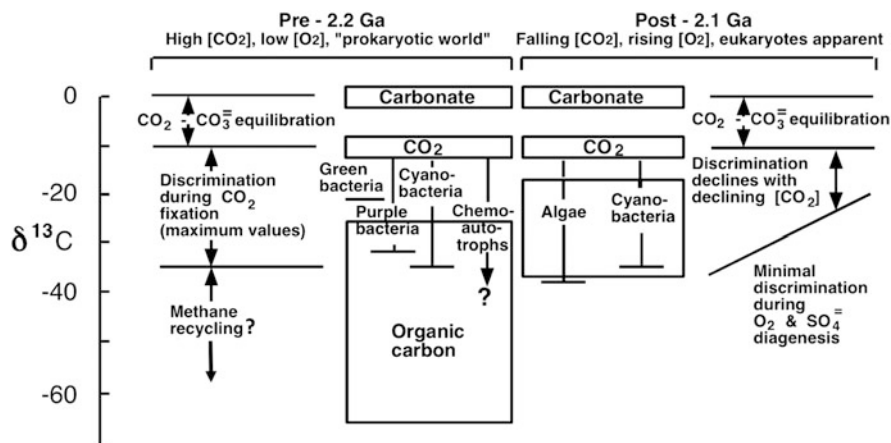 Pre - 2.2 Ga
High [CO₂], low [O₂], "prokaryotic world"
Post - 2.1 Ga
Falling [CO₂], rising [O₂], eukaryotes apparent
0
-20
-40
-60
δ¹³C
CO₂ - CO₃⁼ equilibration
Discrimination
during CO₂
fixation
(maximum values)
Methane
recycling?
Carbonate
CO₂
Green
bacteria
Purple
bacteria
Cyano-
bacteria
Chemo-
auto-
trophs
?
Organic
carbon
Carbonate
CO₂
Algae
Cyano-
bacteria
CO₂ - CO₃⁼ equilibration
Discrimination
declines with
declining [CO₂]
Minimal
discrimination
during
O₂ & SO₄⁼
diagenesis